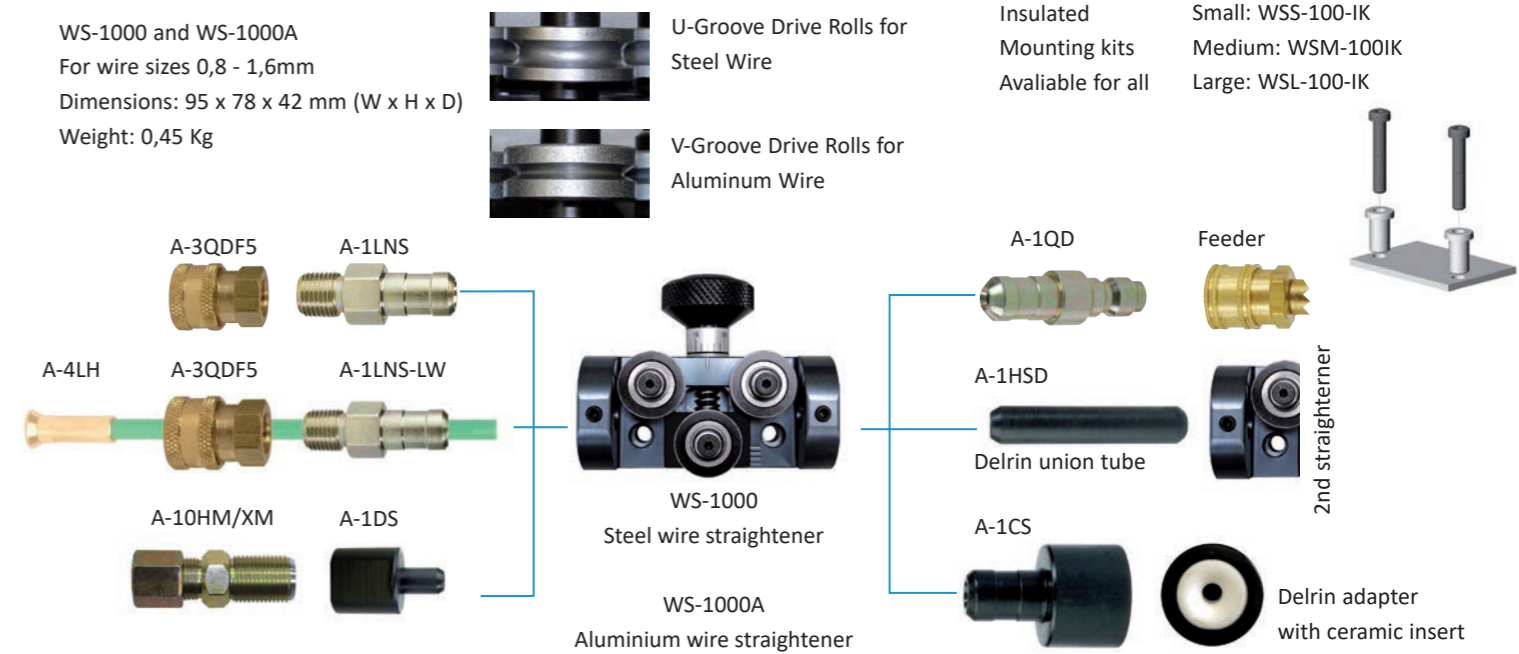 WS-1000 and WS-1000A
For wire sizes 0,8 - 1,6mm
Dimensions: 95 x 78 x 42 mm (W x H x D)
Weight: 0,45 Kg
U-Groove Drive Rolls for
Steel Wire
V-Groove Drive Rolls for
Aluminum Wire
Insulated
Mounting kits
Avaliable for all
Small: WSS-100-IK
Medium: WSM-100IK
Large: WSL-100-IK
A-3QDF5
A-1LNS
A-4LH
A-3QDF5
A-1LNS-LW
A-10HM/XM
A-1DS
WS-1000
Steel wire straightener
WS-1000A
Aluminium wire straightener
A-1QD
Feeder
A-1HSD
Delrin union tube
2nd straighterner
A-1CS
Delrin adapter
with ceramic insert